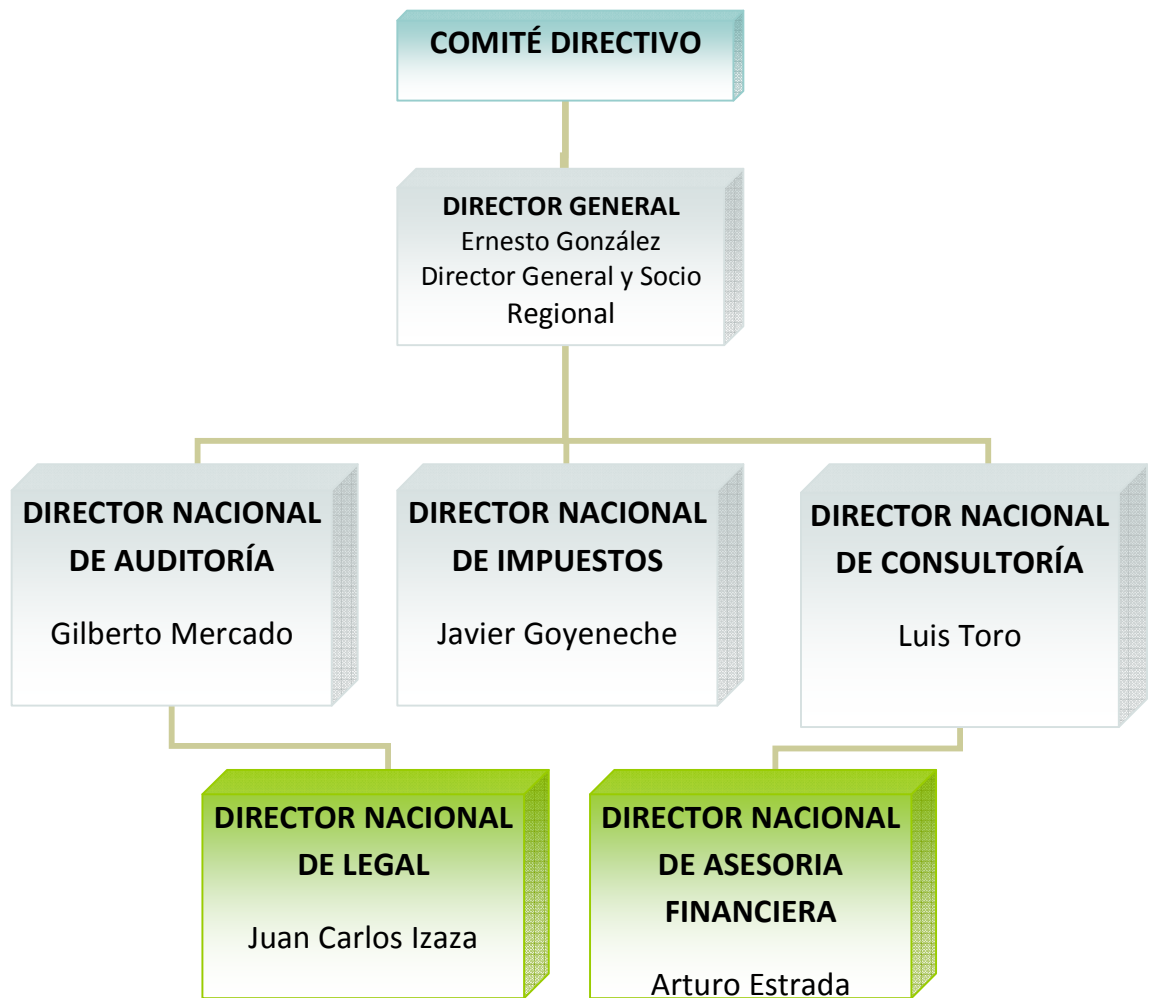 COMITÉ DIRECTIVO
DIRECTOR GENERAL
Ernesto González
Director General y Socio
Regional
DIRECTOR NACIONAL
DE AUDITORÍA
Gilberto Mercado
DIRECTOR NACIONAL
DE IMPUESTOS
Javier Goyeneche
DIRECTOR NACIONAL
DE CONSULTORÍA
Luis Toro
DIRECTOR NACIONAL
DE LEGAL
Juan Carlos Izaza
DIRECTOR NACIONAL
DE ASESORIA
FINANCIERA
Arturo Estrada